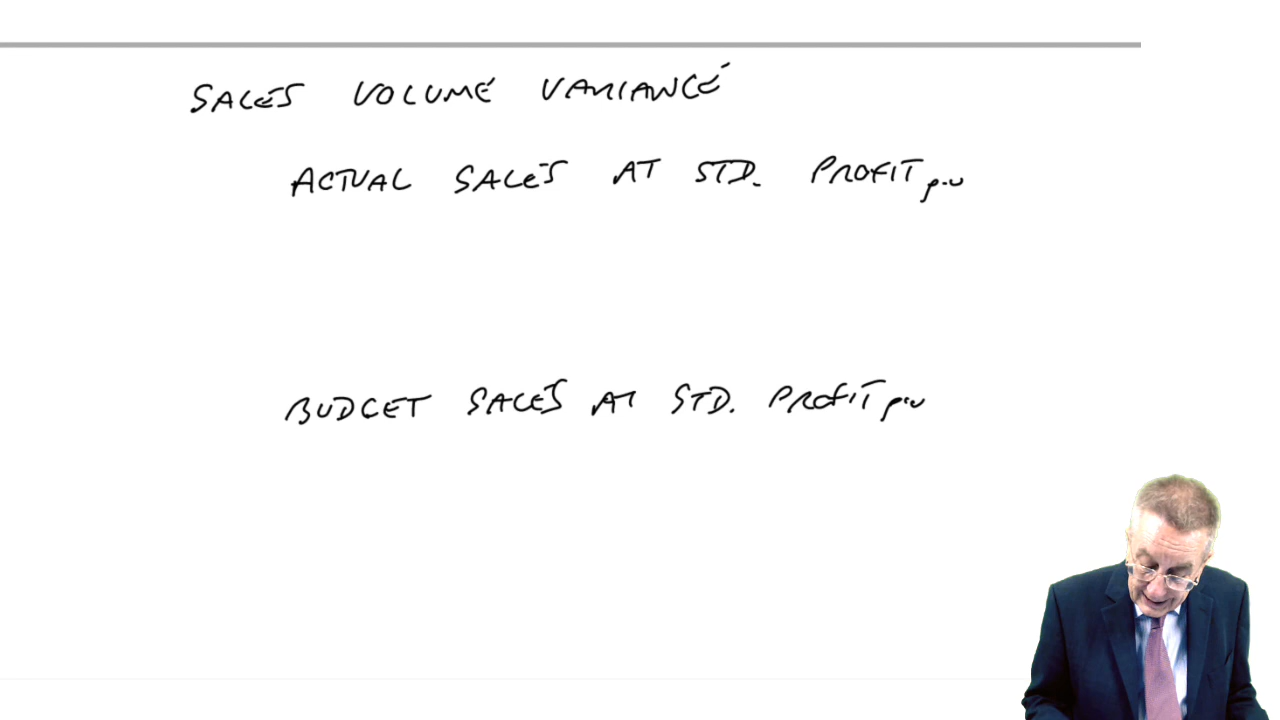 SALES VOLUME VARIANCE
ACTUAL SALES AT STD. PROFIT p.u
BUDGET SALES AT STD. PROFIT p.u